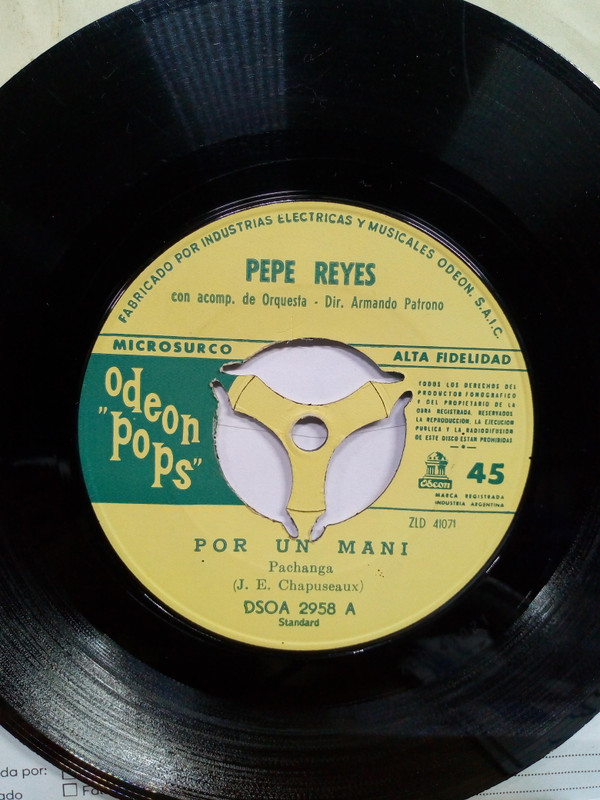 FABRICADO POR INDUSTRIAS ELECTRICAS Y MUSICALES ODEON, S.A.I.C.
PEPE REYES
con acomp. de Orquesta - Dir. Armando Patrono
MICROSURCO
ALTA FIDELIDAD
odeon
"pops"
TODOS LOS DERECHOS DEL
PRODUCTOR FONOGRAFICO
Y DEL PROPIETARIO DE LA
OBRA REGISTRADA, RESERVADOS
LA REPRODUCCION, LA EJECUCION
PUBLICA Y LA RADIODIFUSION
DE ESTE DISCO ESTAN PROHIBIDAS
Odeon
45
MARCA REGISTRADA
INDUSTRIA ARGENTINA
ZLD 41071
POR UN MANI
Pachanga
(J. E. Chapuseaux)
DSOA 2958 A
Standard
da por:
ado